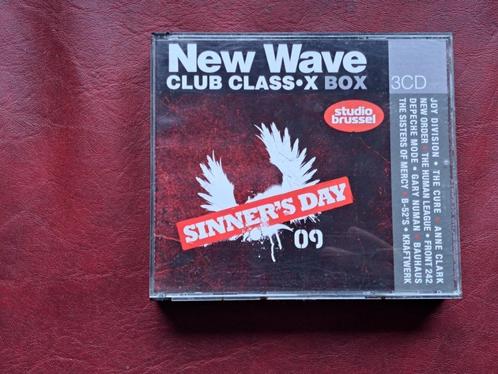 New Wave
CLUB CLASS•X BOX
3CD
studio
brussel
SINNER'S DAY
09
JOY DIVISION • THE CURE • ANNE CLARK
NEW ORDER • THE HUMAN LEAGUE • FRONT 242
DEPECHE MODE • GARY NUMAN • BAUHAUS
THE SISTERS OF MERCY • B-52'S • KRAFTWERK